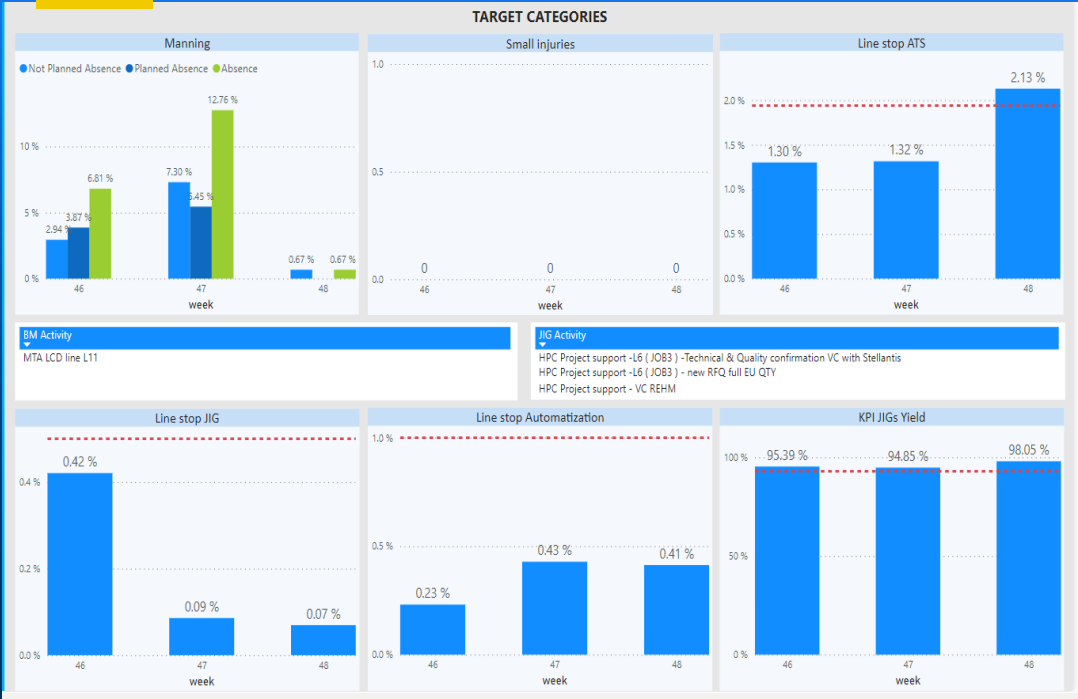 TARGET CATEGORIES
Manning
Not Planned Absence Planned Absence Absence
12.76 %
10 %
7.30 %
6.81 %
5.45 %
5 %
3.87 %
2.94 %
0.67 % 0.67 %
0 %
46 47 48
week
Small injuries
1.0
0.5
0.0
0 0 0
46 47 48
week
Line stop ATS
2.13 %
2.0 %
1.5 %
1.30 % 1.32 %
1.0 %
0.5 %
0.0 %
46 47 48
week
BM Activity
MTA LCD line L11
JIG Activity
HPC Project support -L6 ( JOB3 ) -Technical & Quality confirmation VC with Stellantis
HPC Project support -L6 ( JOB3 ) - new RFQ full EU QTY
HPC Project support - VC REHM
Line stop JIG
0.42 %
0.4 %
0.2 %
0.09 % 0.07 %
0.0 %
46 47 48
week
Line stop Automatization
1.0 %
0.5 %
0.43 % 0.41 %
0.23 %
0.0 %
46 47 48
week
KPI JIGs Yield
100 %
95.39 % 94.85 % 98.05 %
50 %
0 %
46 47 48
week